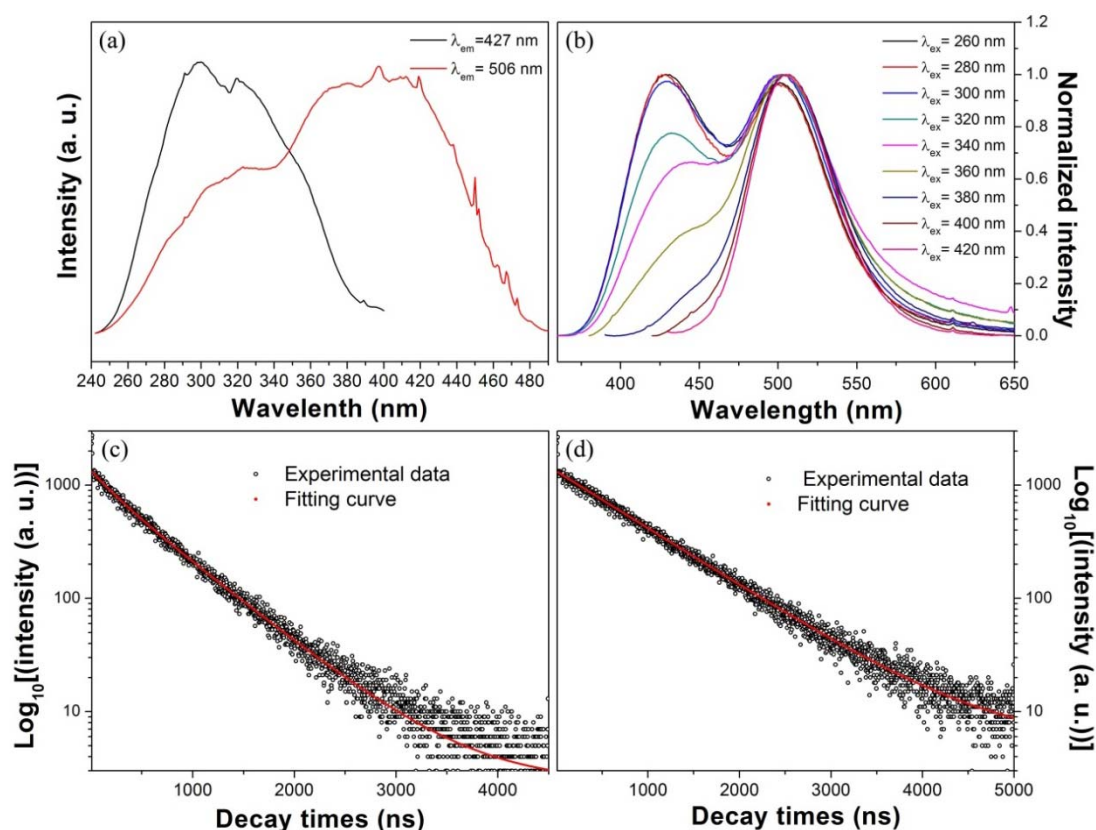 (a)
λem=427 nm
λem= 506 nm
Intensity (a. u.)
240 260 280 300 320 340 360 380 400 420 440 460 480
Wavelenth (nm)
(b)
λex= 260 nm
λex= 280 nm
λex= 300 nm
λex= 320 nm
λex= 340 nm
λex= 360 nm
λex= 380 nm
λex= 400 nm
λex= 420 nm
1.2
1.0
0.8
0.6
0.4
0.2
0.0
Normalized intensity
400 450 500 550 600 650
Wavelength (nm)
(c)
Experimental data
Fitting curve
1000
100
10
Log10[(intensity (a. u.))]
1000 2000 3000 4000
Decay times (ns)
(d)
Experimental data
Fitting curve
1000
100
10
Log10[(intensity (a. u.))]
1000 2000 3000 4000 5000
Decay times (ns)